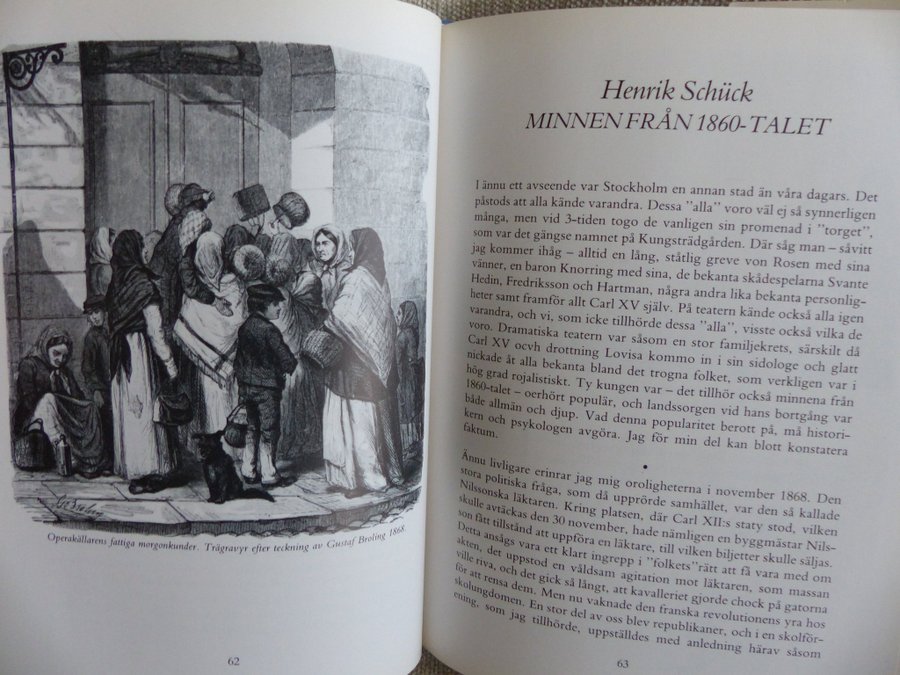 Operakällarens fattiga morgonkunder. Trägravyr efter teckning av Gustaf Broling 1868
62
Henrik Schück
MINNEN FRÅN 1860-TALET
I ännu ett avseende var Stockholm en annan stad än våra dagars. Det
påstods att alla kände varandra. Dessa ”alla” voro väl ej så synnerligen
många, men vid 3-tiden togo de vanligen sin promenad i ”torget”,
som var det gängse namnet på Kungsträdgården. Där såg man – såvitt
jag kommer ihåg – alltid en lång, ståtlig greve von Rosen med sina
vänner, en baron Knorring med sina, de bekanta skådespelarna Svante
Hedin, Fredriksson och Hartman, några andra lika bekanta personlig-
heter samt framför allt Carl XV själv. På teatern kände också alla igen
varandra, och vi, som icke tillhörde dessa ”alla”, visste vilka de
voro. Dramatiska teatern var såsom en stor familjekrets, särskilt då
Carl XV ocvh drottning Lovisa kommo in i sin sidologe och glatt
nickade åt alla bekanta bland det trogna folket, som verkligen var i
hög grad rojalistiskt. Ty kungen var – det tillhör också minnena från
1860-talet – oerhört populär, och landssorgen vid hans bortgång var
både allmän och djup. Vad denna popularitet berott på, må histori-
kern och psykologen avgöra. Jag för min del kan blott konstatera
faktum.
•
Ännu livligare erinrar jag mig oroligheterna i november 1868. Den
stora politiska fråga, som då upprörde samhället, var den så kallade
Nilssonska läktaren. Kring platsen, där Carl XII:s staty stod, vilken
skulle avtäckas den 30 november, hade nämligen en byggmästar Nils-
son fått tillstånd att uppföra en läktare, till vilken biljetter skulle säljas.
Detta ansågs vara ett klart ingrepp i ”folkets”rätt att få vara med om
akten, det uppstod en våldsam agitation mot läktaren, som massan
ville riva, och det gick så långt, att kavalleriet gjorde chock på gatorna
för att rensa dem. Men nu vaknade den franska revolutionens yra hos
skolungdomen. En stor del av oss blev republikaner, och i en skolför-
ening, som jag tillhörde, uppställdes med anledning härav såsom
63